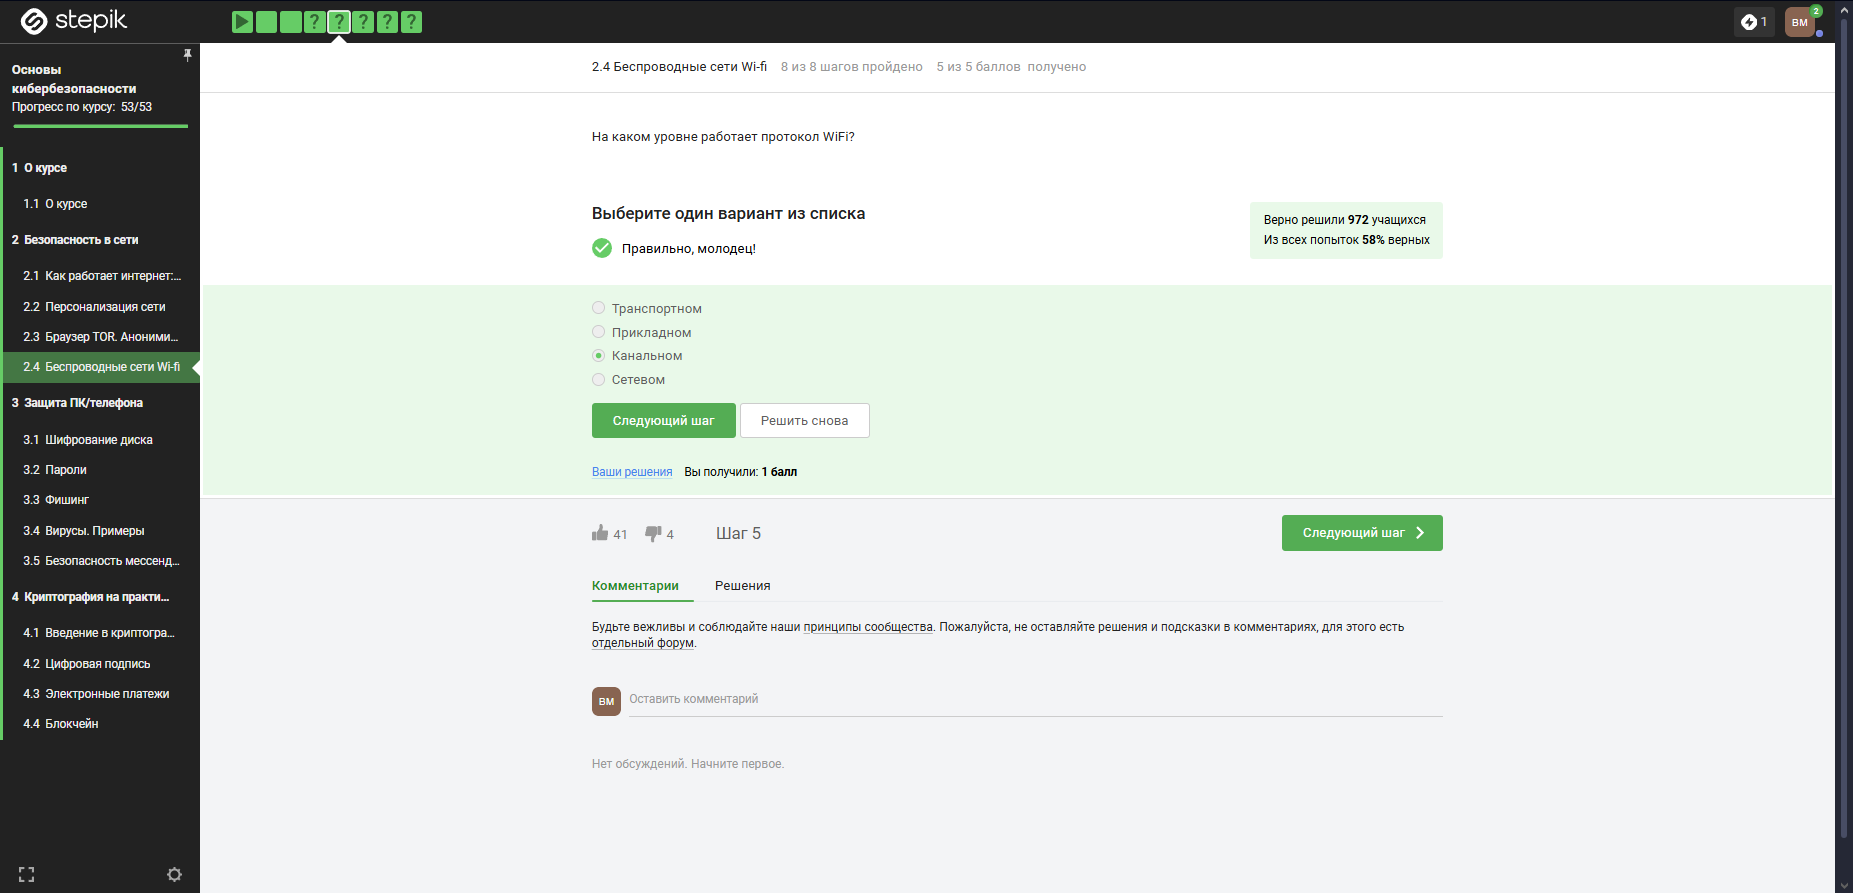 stepik
? ? ? ? ?
1
ВМ
2
Основы
кибербезопасности
Прогресс по курсу: 53/53
1 О курсе
1.1 О курсе
2 Безопасность в сети
2.1 Как работает интернет:...
2.2 Персонализация сети
2.3 Браузер TOR. Аноними...
2.4 Беспроводные сети Wi-fi
3 Защита ПК/телефона
3.1 Шифрование диска
3.2 Пароли
3.3 Фишинг
3.4 Вирусы. Примеры
3.5 Безопасность мессенд...
4 Криптография на практи...
4.1 Введение в криптогра...
4.2 Цифровая подпись
4.3 Электронные платежи
4.4 Блокчейн
2.4 Беспроводные сети Wi-fi 8 из 8 шагов пройдено 5 из 5 баллов получено
На каком уровне работает протокол WiFi?
Выберите один вариант из списка
Правильно, молодец!
Верно решили 972 учащихся
Из всех попыток 58% верных
Транспортном
Прикладном
Канальном
Сетевом
Следующий шаг
Решить снова
Ваши решения Вы получили: 1 балл
41 4 Шаг 5
Следующий шаг
Комментарии Решения
Будьте вежливы и соблюдайте наши принципы сообщества. Пожалуйста, не оставляйте решения и подсказки в комментариях, для этого есть
отдельный форум.
ВМ
Оставить комментарий
Нет обсуждений. Начните первое.